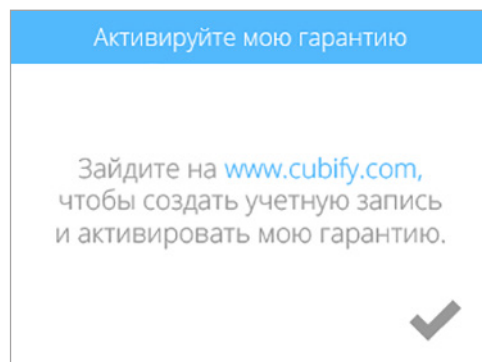 Активируйте мою гарантию
Зайдите на www.cubify.com,
чтобы создать учетную запись
и активировать мою гарантию.